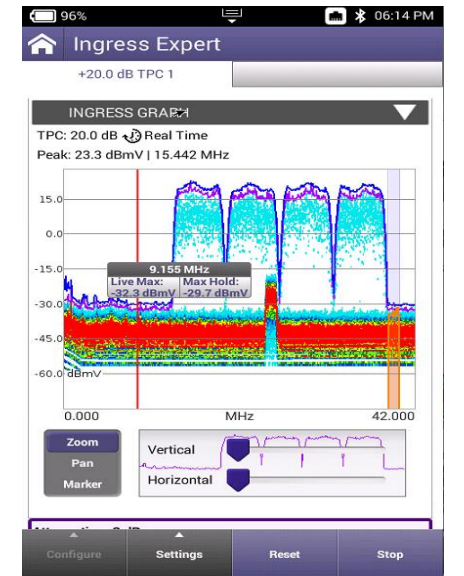 96%
06:14 PM
Ingress Expert
+20.0 dB TPC 1
INGRESS GRAPH
TPC: 20.0 dB Real Time
Peak: 23.3 dBmV | 15.442 MHz
15.0
0.0
-15.0
9.155 MHz
Live Max: Max Hold:
-32.3 dBmV -29.7 dBmV
-30.0
-45.0
-60.0 dBmV
0.000 MHz 42.000
Zoom
Pan
Marker
Vertical
Horizontal
Configure Settings Reset Stop